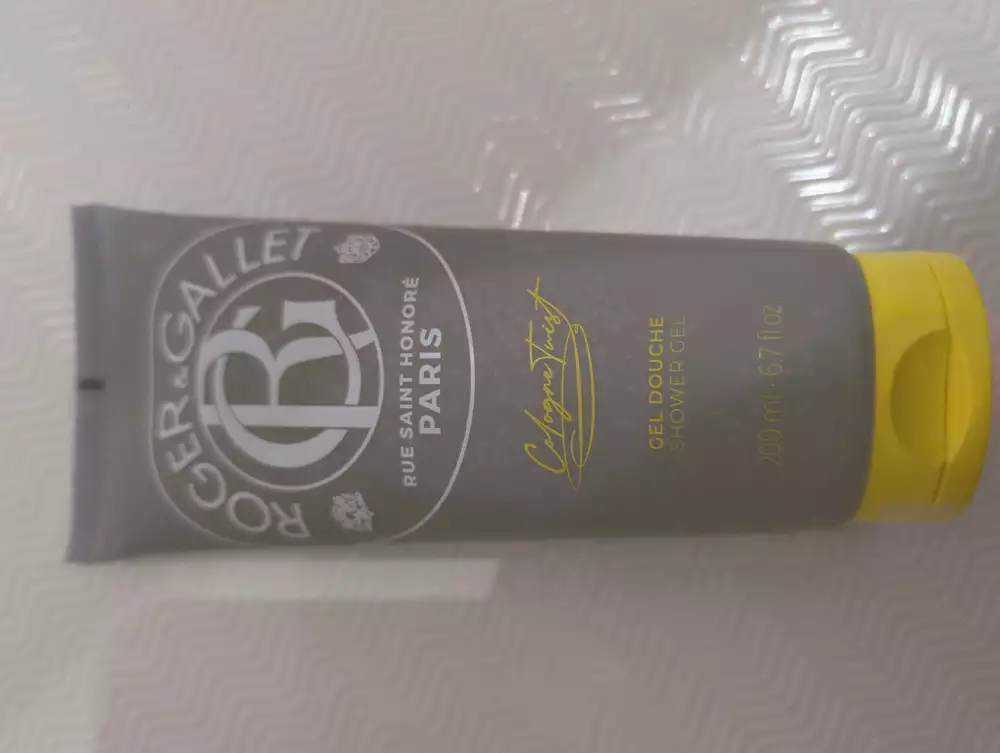 ROGER & GALLET
R&G
RUE SAINT HONORÉ
PARIS
Cologne Twist
GEL DOUCHE
SHOWER GEL
200 ml · 6.7 fl oz